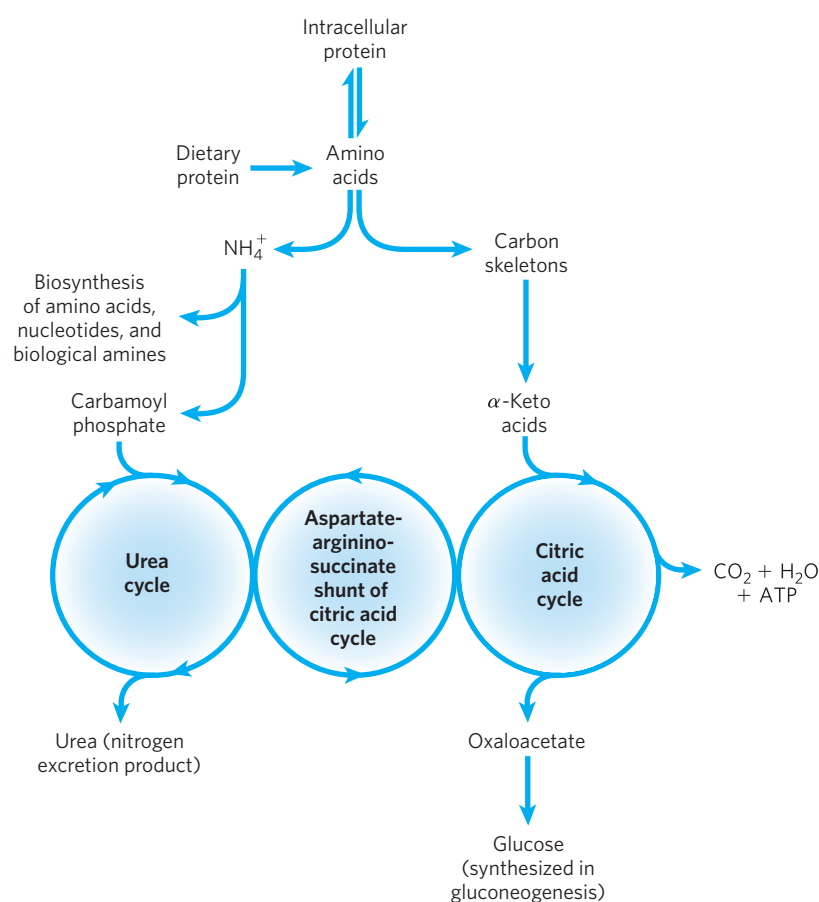 Intracellular
protein
Dietary
protein
Amino
acids
NH₄⁺
Carbon
skeletons
Biosynthesis
of amino acids,
nucleotides, and
biological amines
Carbamoyl
phosphate
α-Keto
acids
Urea
cycle
Aspartate-
arginino-
succinate
shunt of
citric acid
cycle
Citric
acid
cycle
CO₂ + H₂O
+ ATP
Urea (nitrogen
excretion product)
Oxaloacetate
Glucose
(synthesized in
gluconeogenesis)